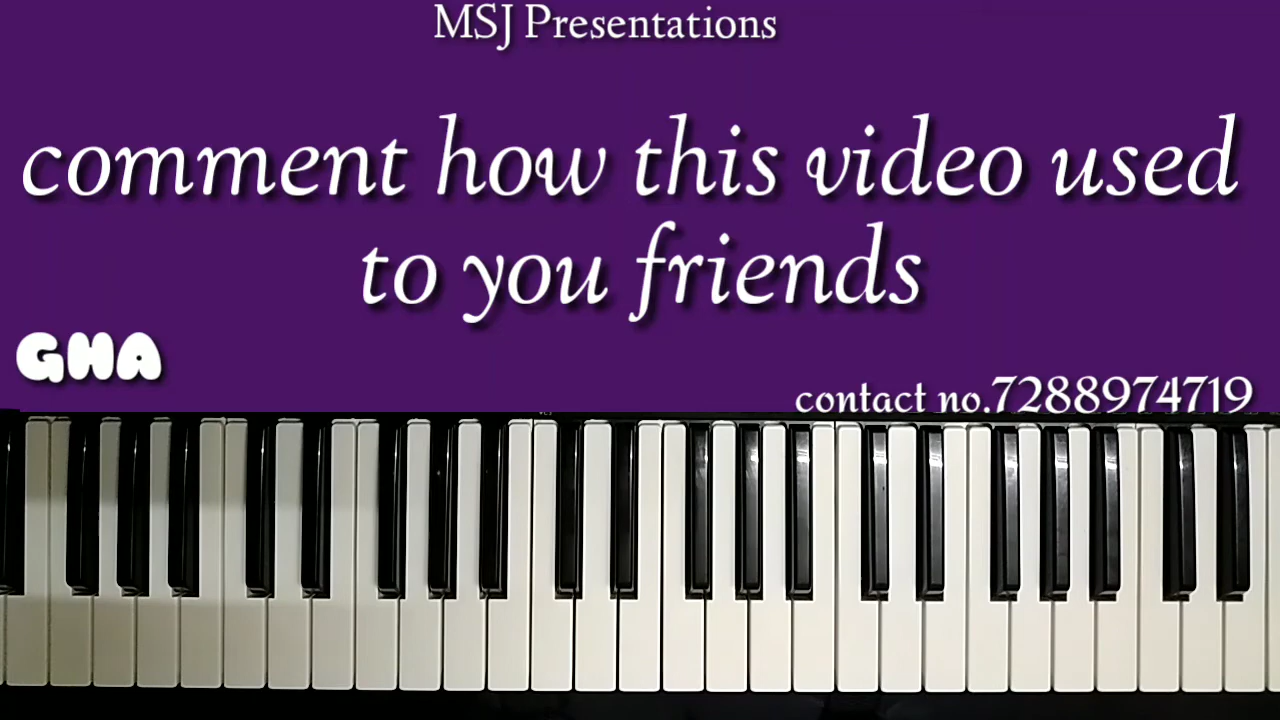 MSJ Presentations
comment how this video used
to you friends
GHA
contact no.7288974719